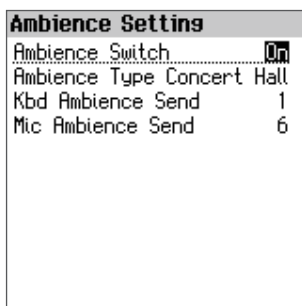 Ambience Setting
Ambience Switch On
Ambience Type Concert Hall
Kbd Ambience Send 1
Mic Ambience Send 6